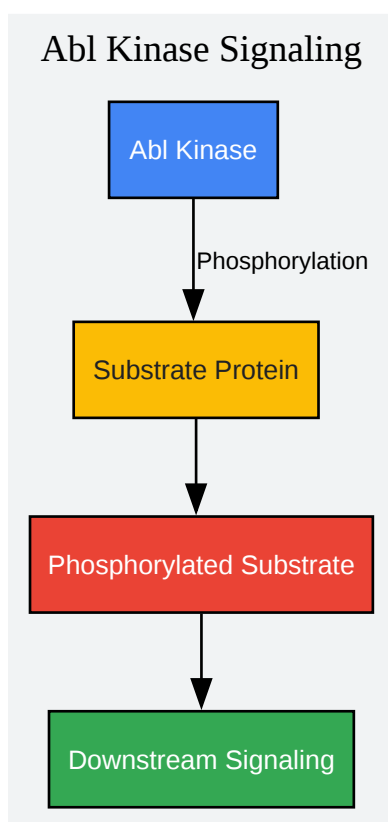 Abl Kinase Signaling
Abl Kinase
Phosphorylation
Substrate Protein
Phosphorylated Substrate
Downstream Signaling